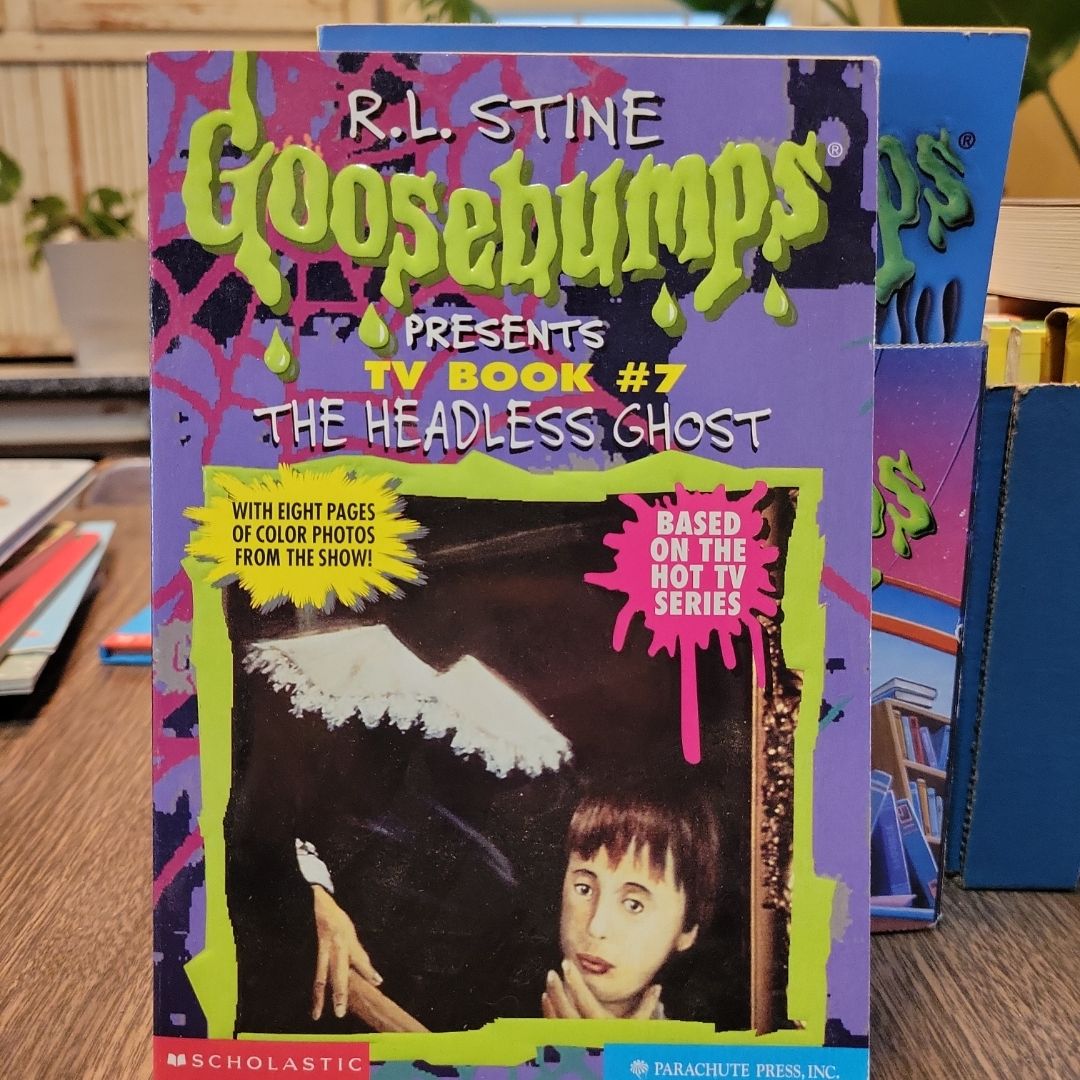 R.L. STINE
Goosebumps®
PRESENTS
TV BOOK #7
THE HEADLESS GHOST
WITH EIGHT PAGES
OF COLOR PHOTOS
FROM THE SHOW!
BASED
ON THE
HOT TV
SERIES
SCHOLASTIC
PARACHUTE PRESS, INC.
ps®
s